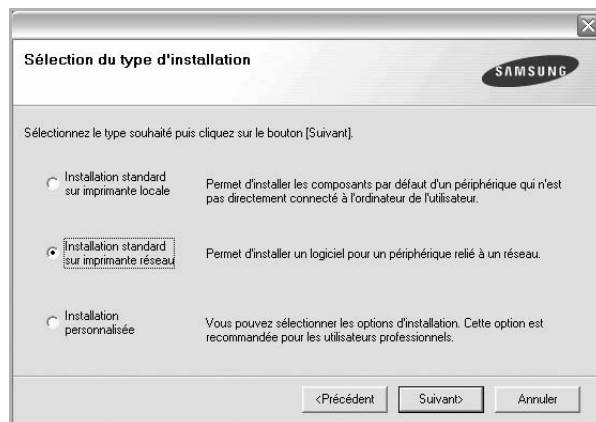 Sélection du type d'installation
SAMSUNG
Sélectionnez le type souhaité puis cliquez sur le bouton [Suivant].
Installation standard
sur imprimante locale
Permet d'installer les composants par défaut d'un périphérique qui n'est
pas directement connecté à l'ordinateur de l'utilisateur.
Installation standard
sur imprimante réseau
Permet d'installer un logiciel pour un périphérique relié à un réseau.
Installation
personnalisée
Vous pouvez sélectionner les options d'installation. Cette option est
recommandée pour les utilisateurs professionnels.
<Précédent
Suivant>
Annuler